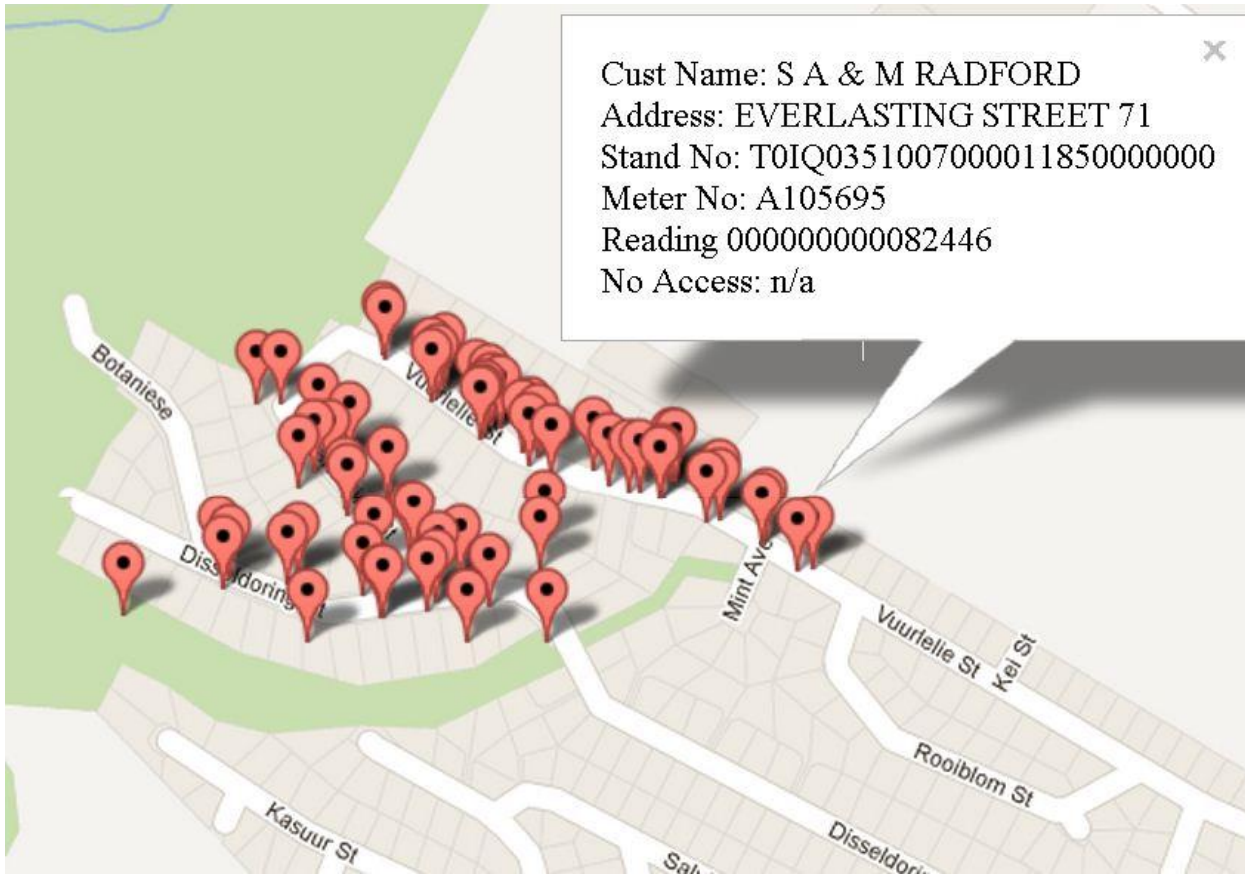 Cust Name: S A & M RADFORD
Address: EVERLASTING STREET 71
Stand No: T0IQ03510070000011850000000
Meter No: A105695
Reading 000000000082446
No Access: n/a
Botaniese
Vuurlelie St
Disseldoring St
Mint Ave
Vuurlelie St
Kei St
Rooiblom St
Kasuur St
Disseldorin